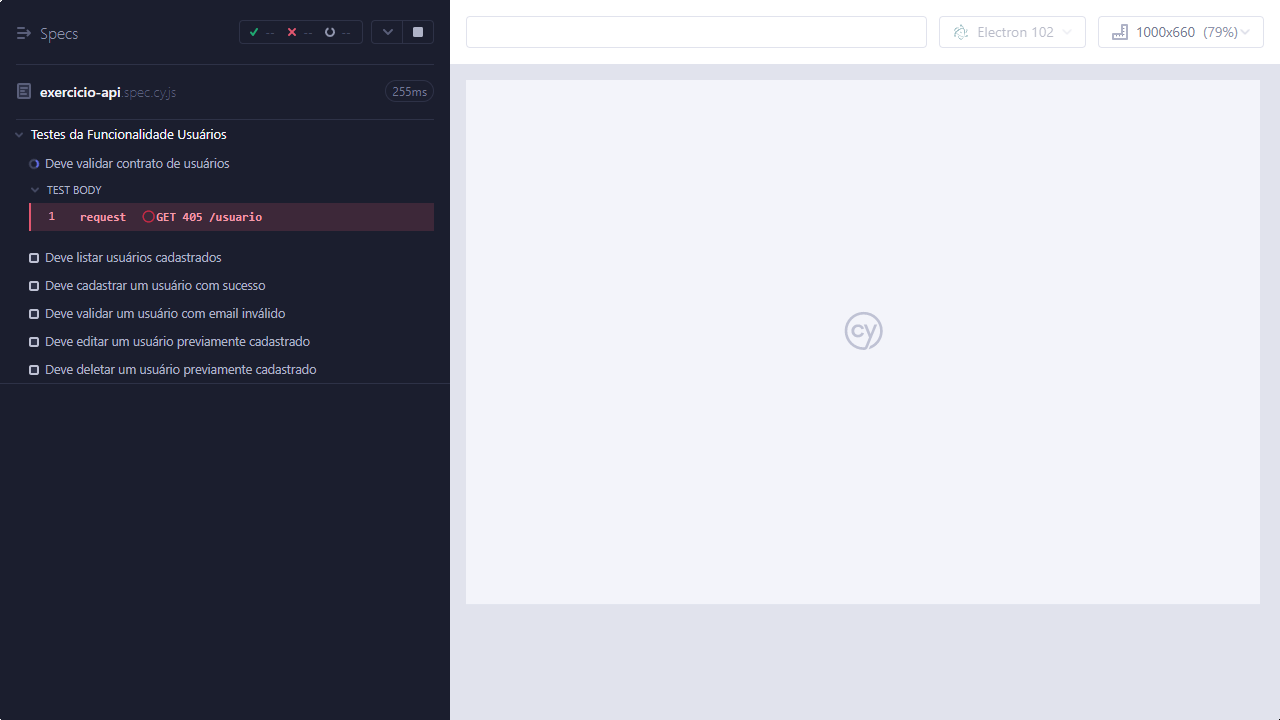 Specs
-- -- --
exercicio-api.spec.cy.js
255ms
Testes da Funcionalidade Usuários
Deve validar contrato de usuários
TEST BODY
1 request GET 405 /usuario
Deve listar usuários cadastrados
Deve cadastrar um usuário com sucesso
Deve validar um usuário com email inválido
Deve editar um usuário previamente cadastrado
Deve deletar um usuário previamente cadastrado
Electron 102
1000x660 (79%)
cy